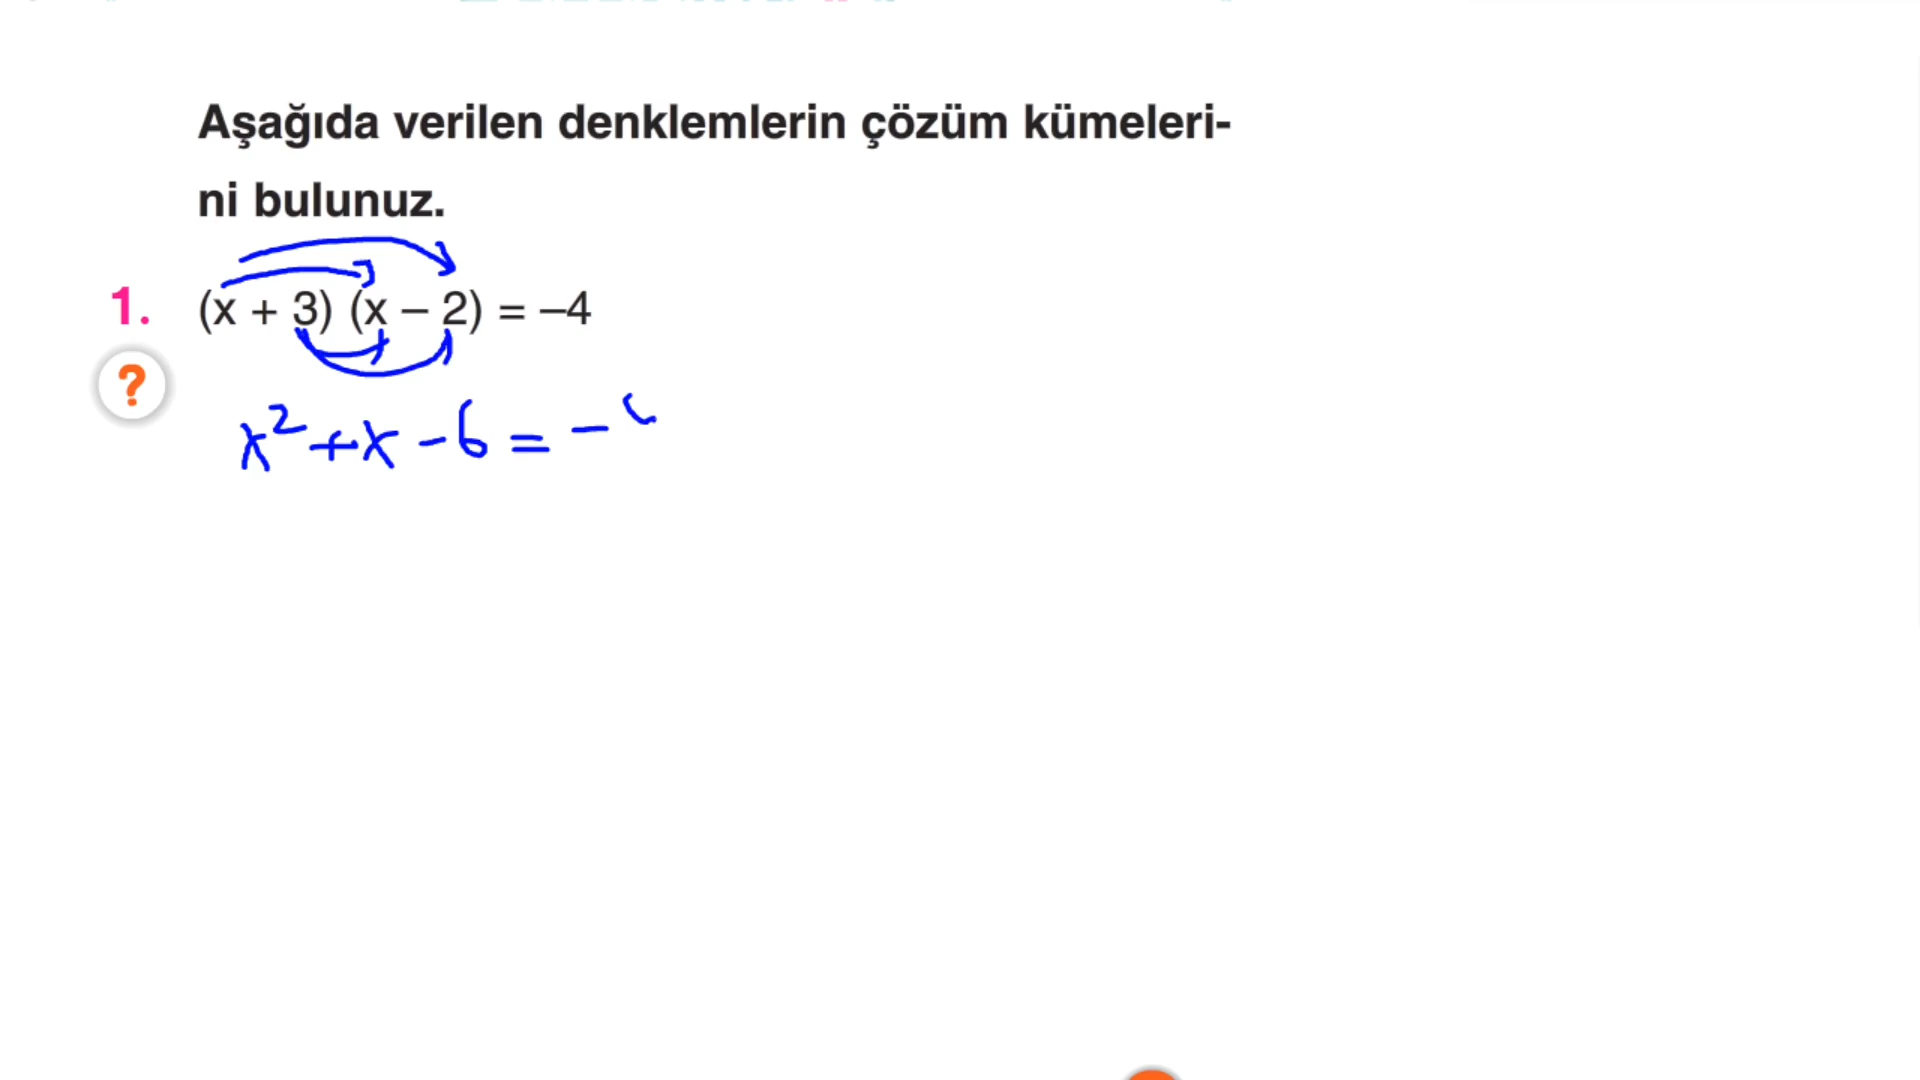 Aşağıda verilen denklemlerin çözüm kümeleri-
ni bulunuz.
1. (x + 3) (x – 2) = –4
?
x² + x - 6 = -